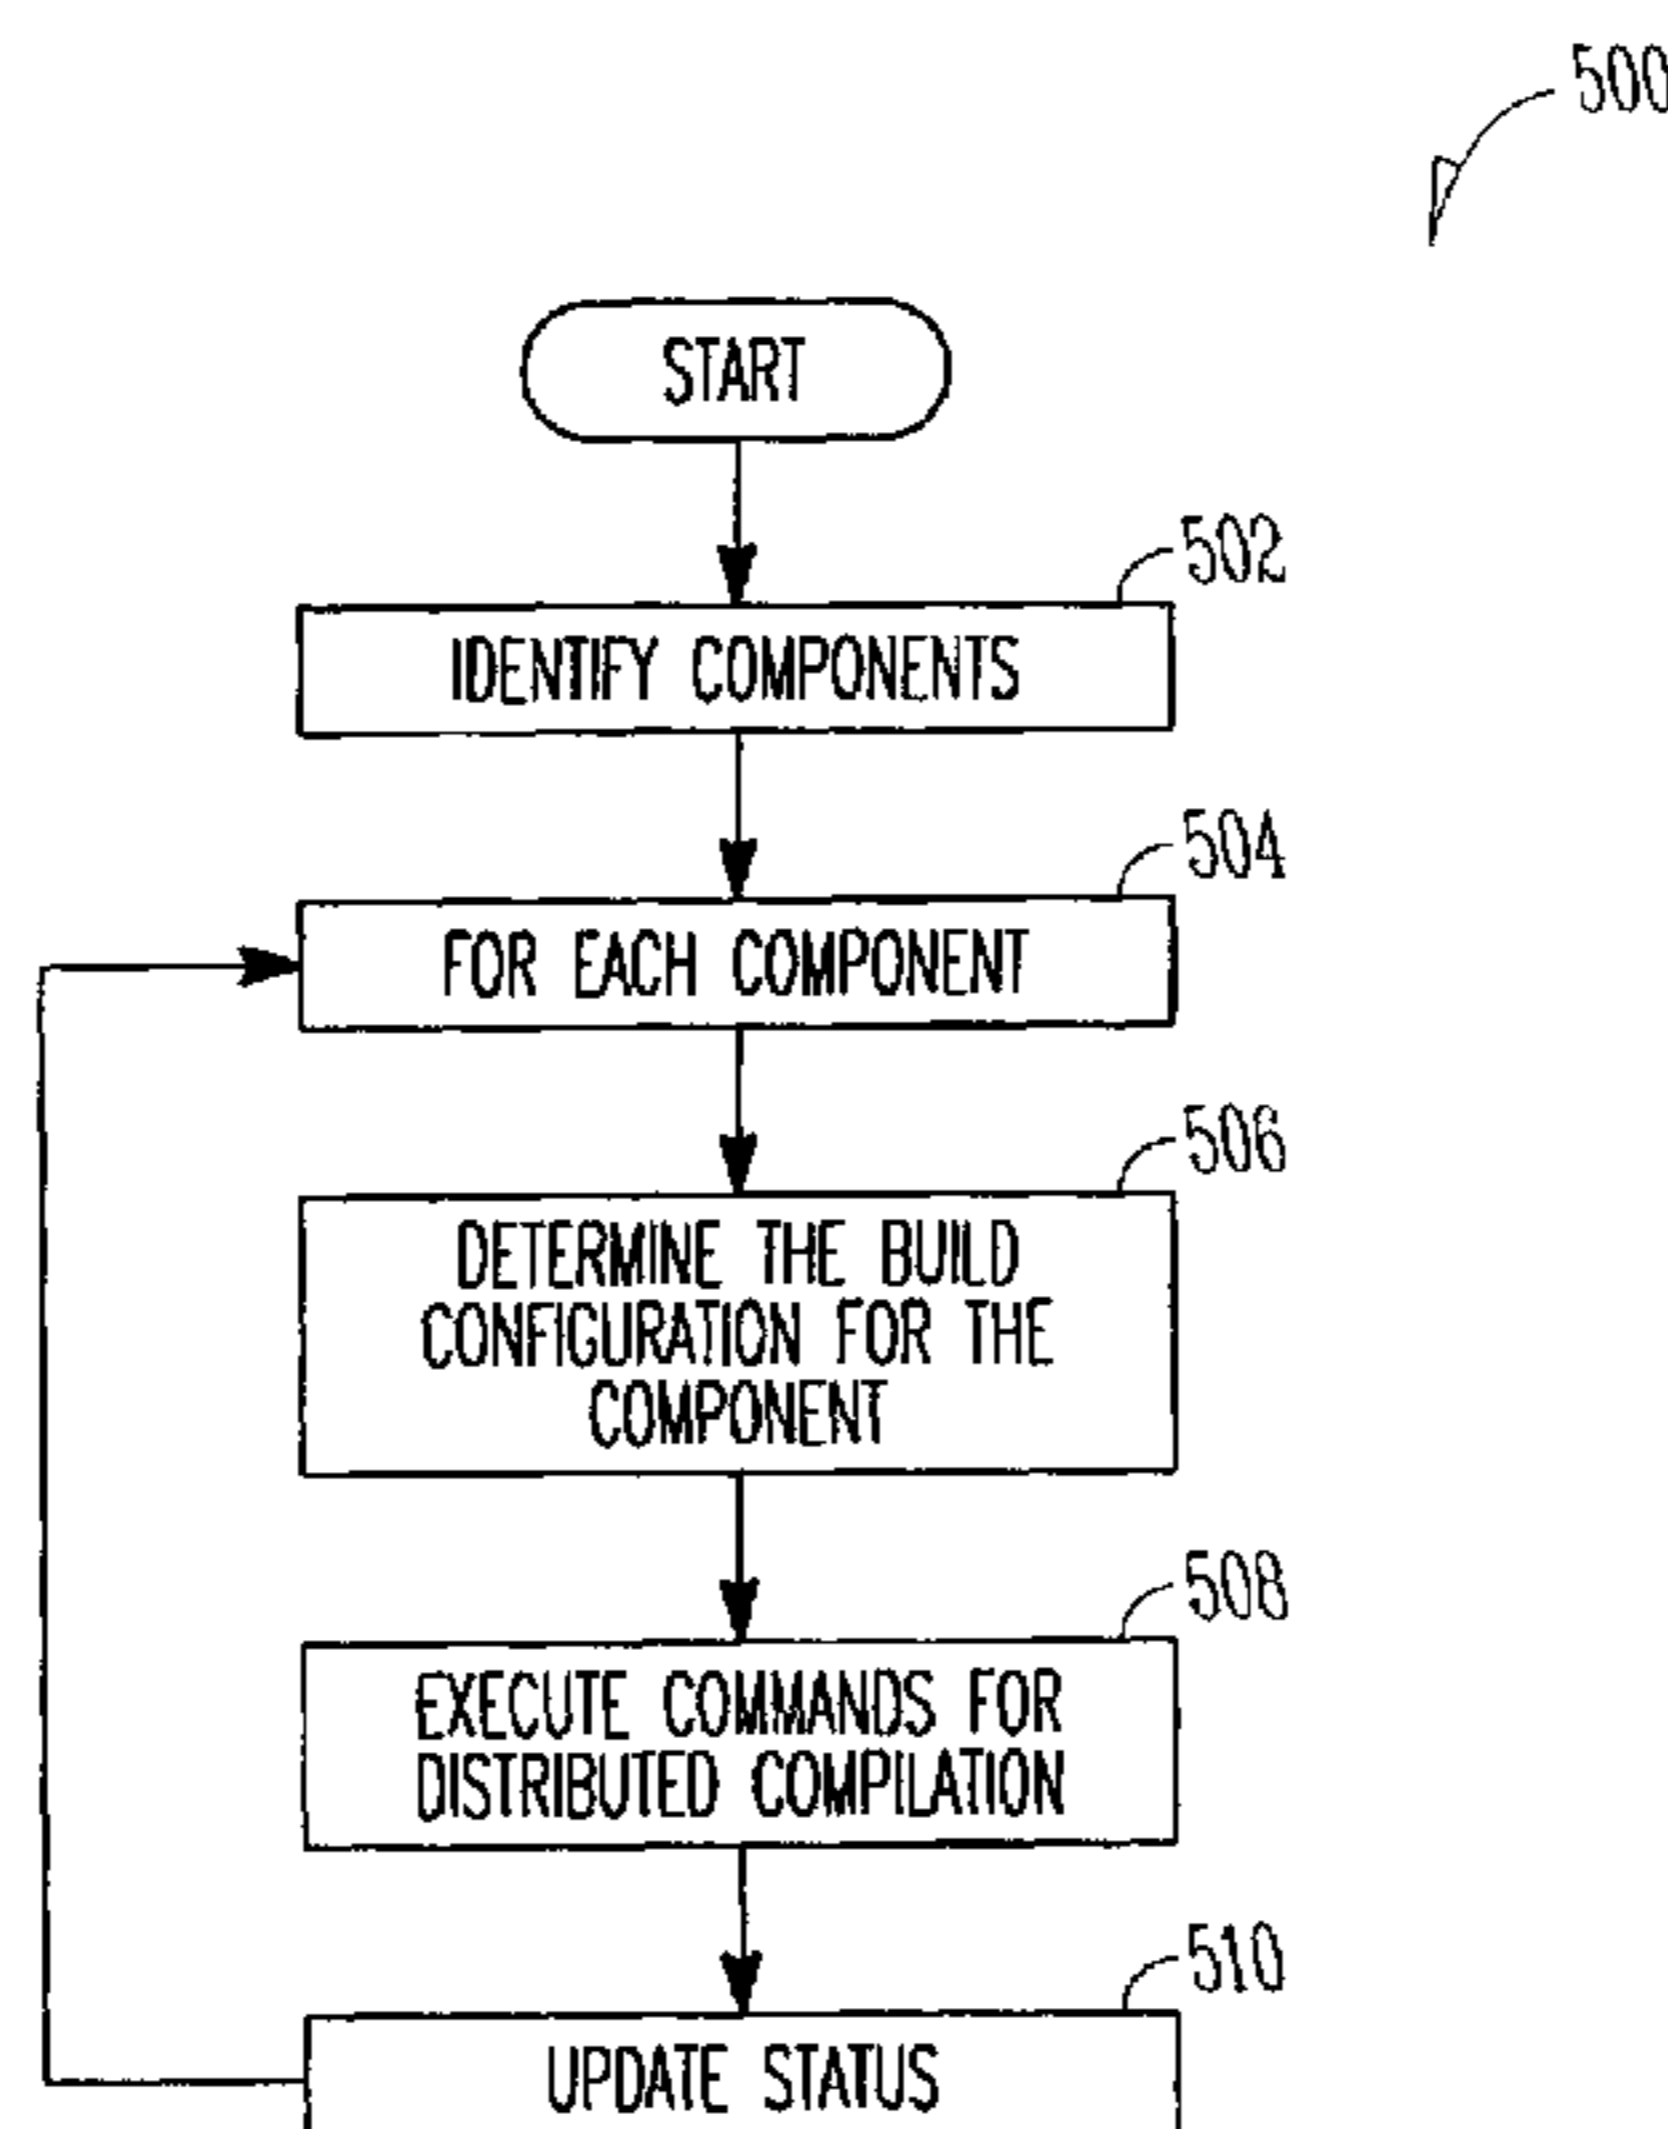 500
START
502
IDENTIFY COMPONENTS
504
FOR EACH COMPONENT
506
DETERMINE THE BUILD
CONFIGURATION FOR THE
COMPONENT
508
EXECUTE COMMANDS FOR
DISTRIBUTED COMPILATION
510
UPDATE STATUS